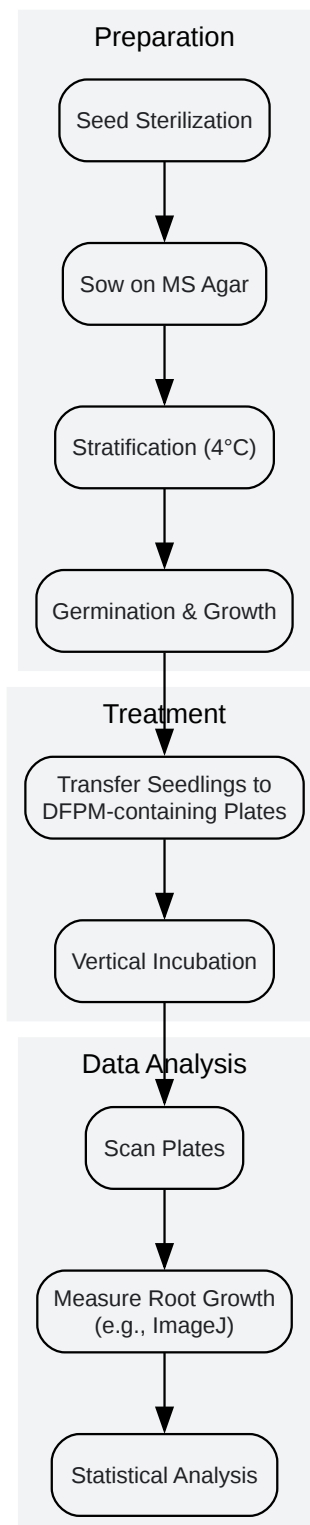 Preparation
Seed Sterilization
Sow on MS Agar
Stratification (4°C)
Germination & Growth
Treatment
Transfer Seedlings to
DFPM-containing Plates
Vertical Incubation
Data Analysis
Scan Plates
Measure Root Growth
(e.g., ImageJ)
Statistical Analysis